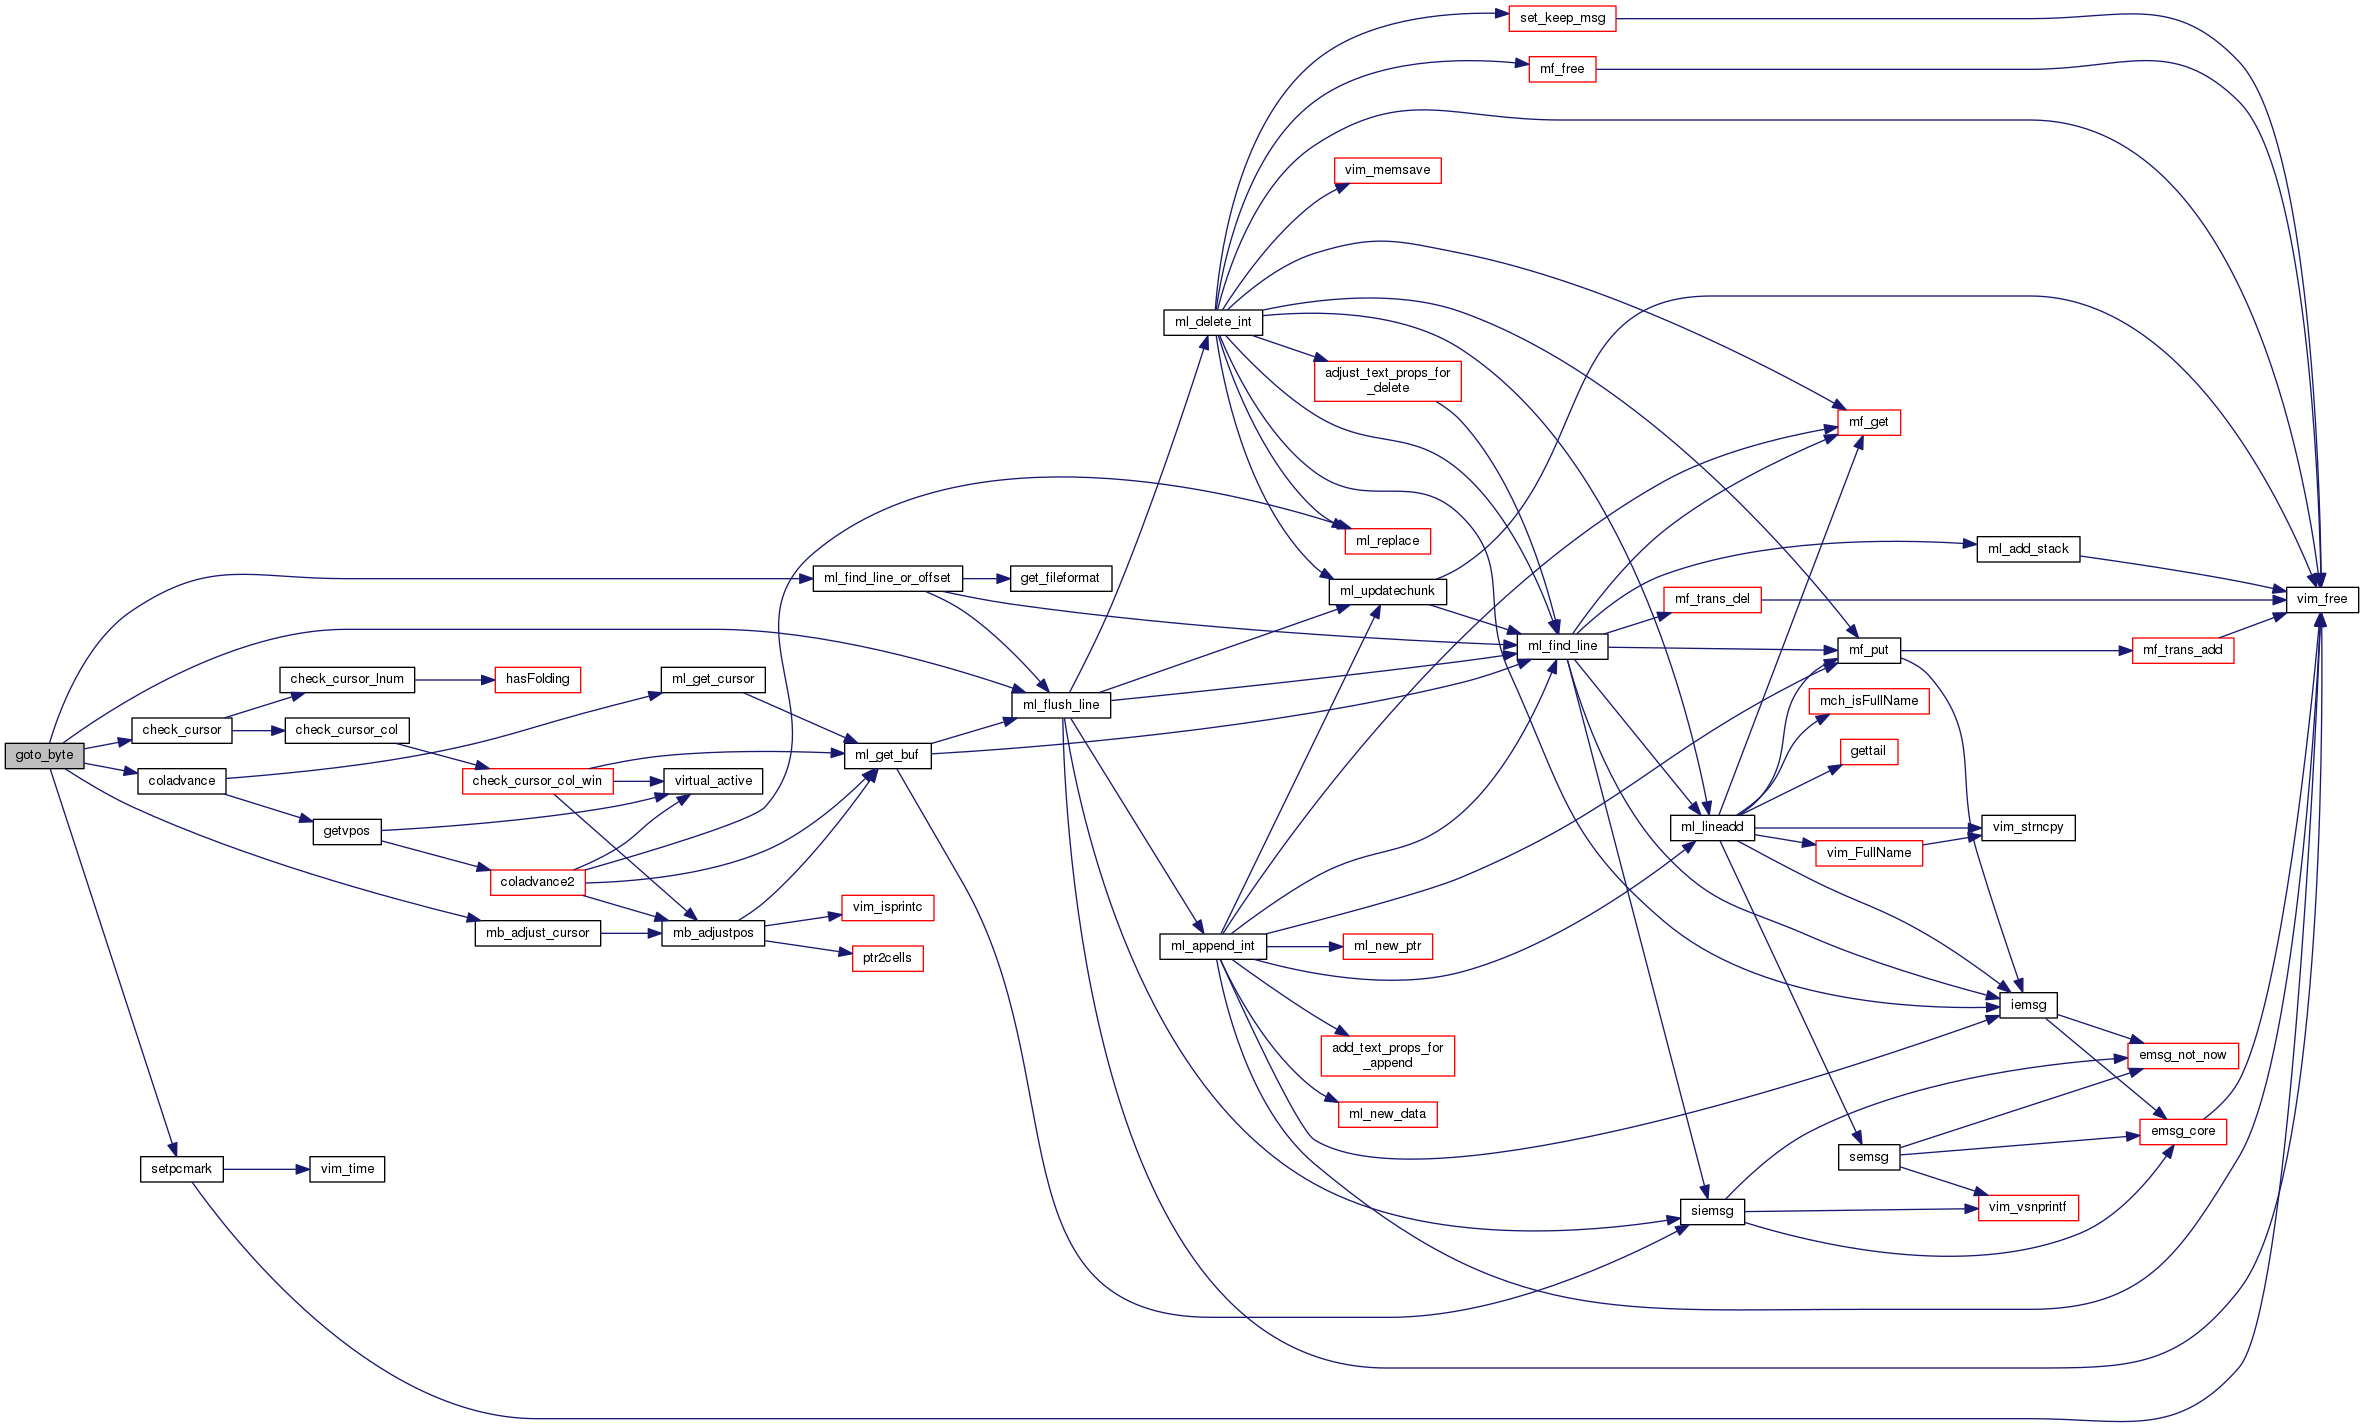 goto_byte
check_cursor
coladvance
setpcmark
check_cursor_lnum
check_cursor_col
getvpos
vim_time
hasFolding
check_cursor_col_win
coladvance2
mb_adjust_cursor
ml_get_cursor
virtual_active
mb_adjustpos
ml_find_line_or_offset
ml_get_buf
vim_isprintc
ptr2cells
get_fileformat
ml_flush_line
ml_delete_int
ml_append_int
vim_memsave
adjust_text_props_for
_delete
ml_replace
ml_updatechunk
ml_new_ptr
add_text_props_for
_append
ml_new_data
set_keep_msg
mf_free
ml_find_line
mf_trans_del
ml_lineadd
siemsg
mf_get
mf_put
mch_isFullName
gettail
vim_FullName
semsg
ml_add_stack
vim_strncpy
iemsg
vim_vsnprintf
mf_trans_add
emsg_not_now
emsg_core
vim_free